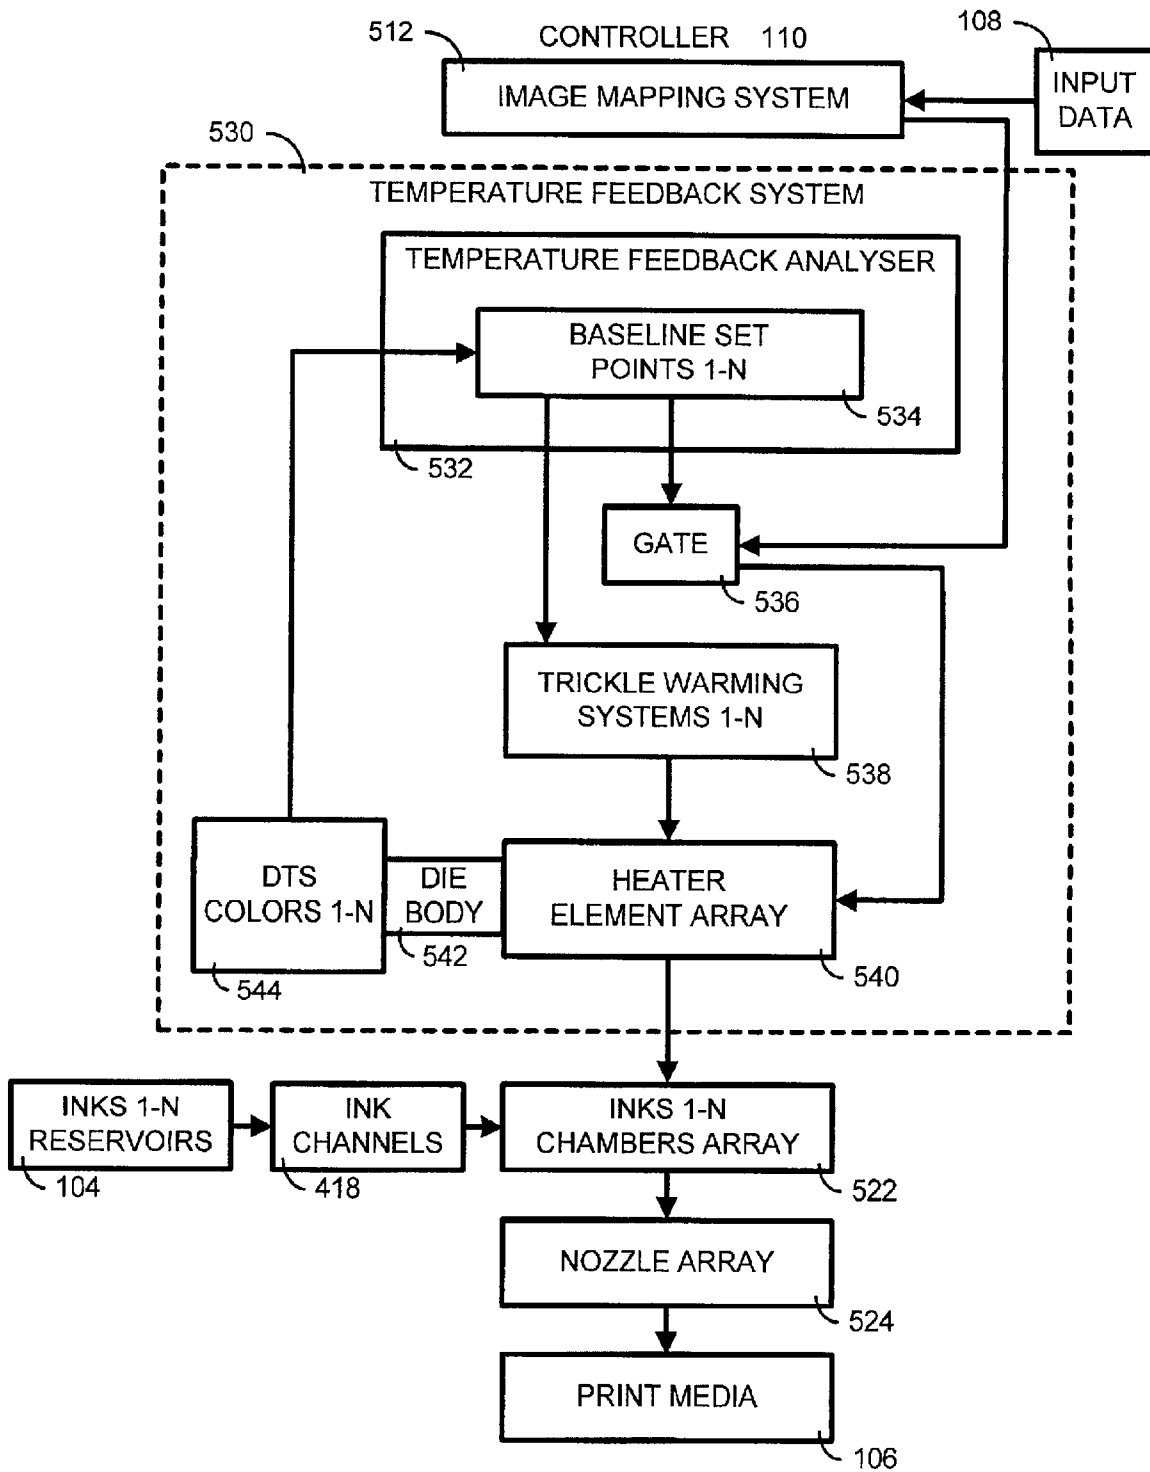 512
CONTROLLER 110
108
IMAGE MAPPING SYSTEM
INPUT
DATA
530
TEMPERATURE FEEDBACK SYSTEM
TEMPERATURE FEEDBACK ANALYSER
BASELINE SET
POINTS 1-N
534
532
GATE
536
TRICKLE WARMING
SYSTEMS 1-N
538
DTS
COLORS 1-N
544
DIE
BODY
542
HEATER
ELEMENT ARRAY
540
INKS 1-N
RESERVOIRS
104
INK
CHANNELS
418
INKS 1-N
CHAMBERS ARRAY
522
NOZZLE ARRAY
524
PRINT MEDIA
106